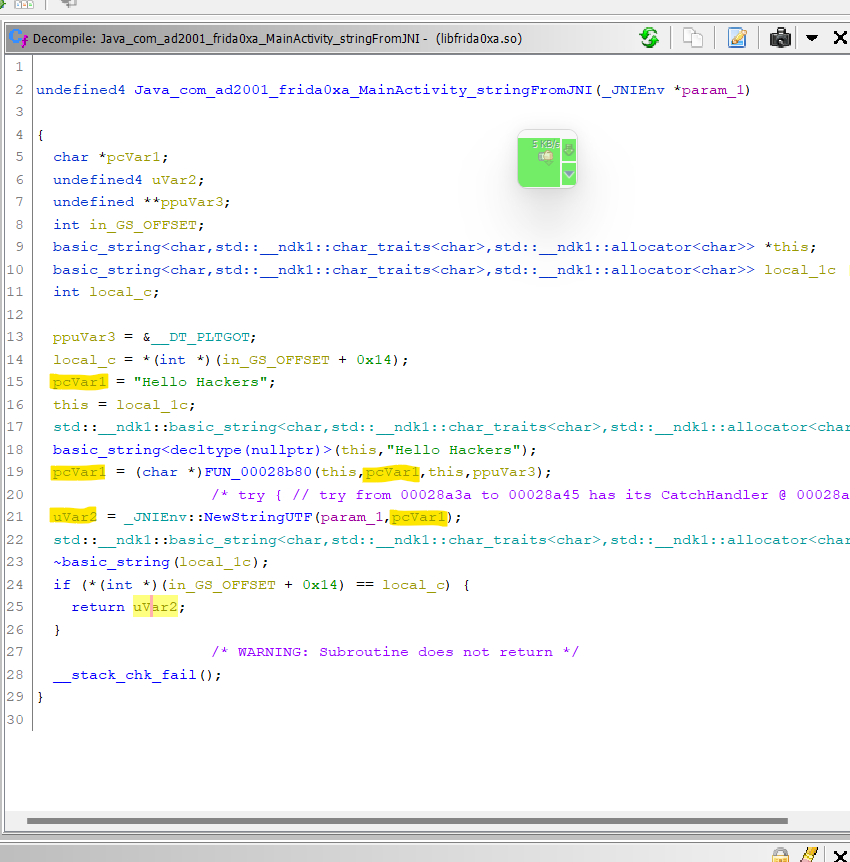 Decompile: Java_com_ad2001_frida0xa_MainActivity_stringFromJNI - (libfrida0xa.so)
1
2 undefined4 Java_com_ad2001_frida0xa_MainActivity_stringFromJNI(_JNIEnv *param_1)
3
4 {
5 char *pcVar1;
6 undefined4 uVar2;
7 undefined **ppuVar3;
8 int in_GS_OFFSET;
9 basic_string<char,std::__ndk1::char_traits<char>,std::__ndk1::allocator<char>> *this;
10 basic_string<char,std::__ndk1::char_traits<char>,std::__ndk1::allocator<char>> local_1c
11 int local_c;
12
13 ppuVar3 = &__DT_PLTGOT;
14 local_c = *(int *)(in_GS_OFFSET + 0x14);
15 pcVar1 = "Hello Hackers";
16 this = local_1c;
17 std::__ndk1::basic_string<char,std::__ndk1::char_traits<char>,std::__ndk1::allocator<char
18 basic_string<decltype(nullptr)>(this,"Hello Hackers");
19 pcVar1 = (char *)FUN_00028b80(this,pcVar1,this,ppuVar3);
20 /* try { // try from 00028a3a to 00028a45 has its CatchHandler @ 00028a
21 uVar2 = _JNIEnv::NewStringUTF(param_1,pcVar1);
22 std::__ndk1::basic_string<char,std::__ndk1::char_traits<char>,std::__ndk1::allocator<char
23 ~basic_string(local_1c);
24 if (*(int *)(in_GS_OFFSET + 0x14) == local_c) {
25 return uVar2;
26 }
27 /* WARNING: Subroutine does not return */
28 __stack_chk_fail();
29 }
30
5 KB/s